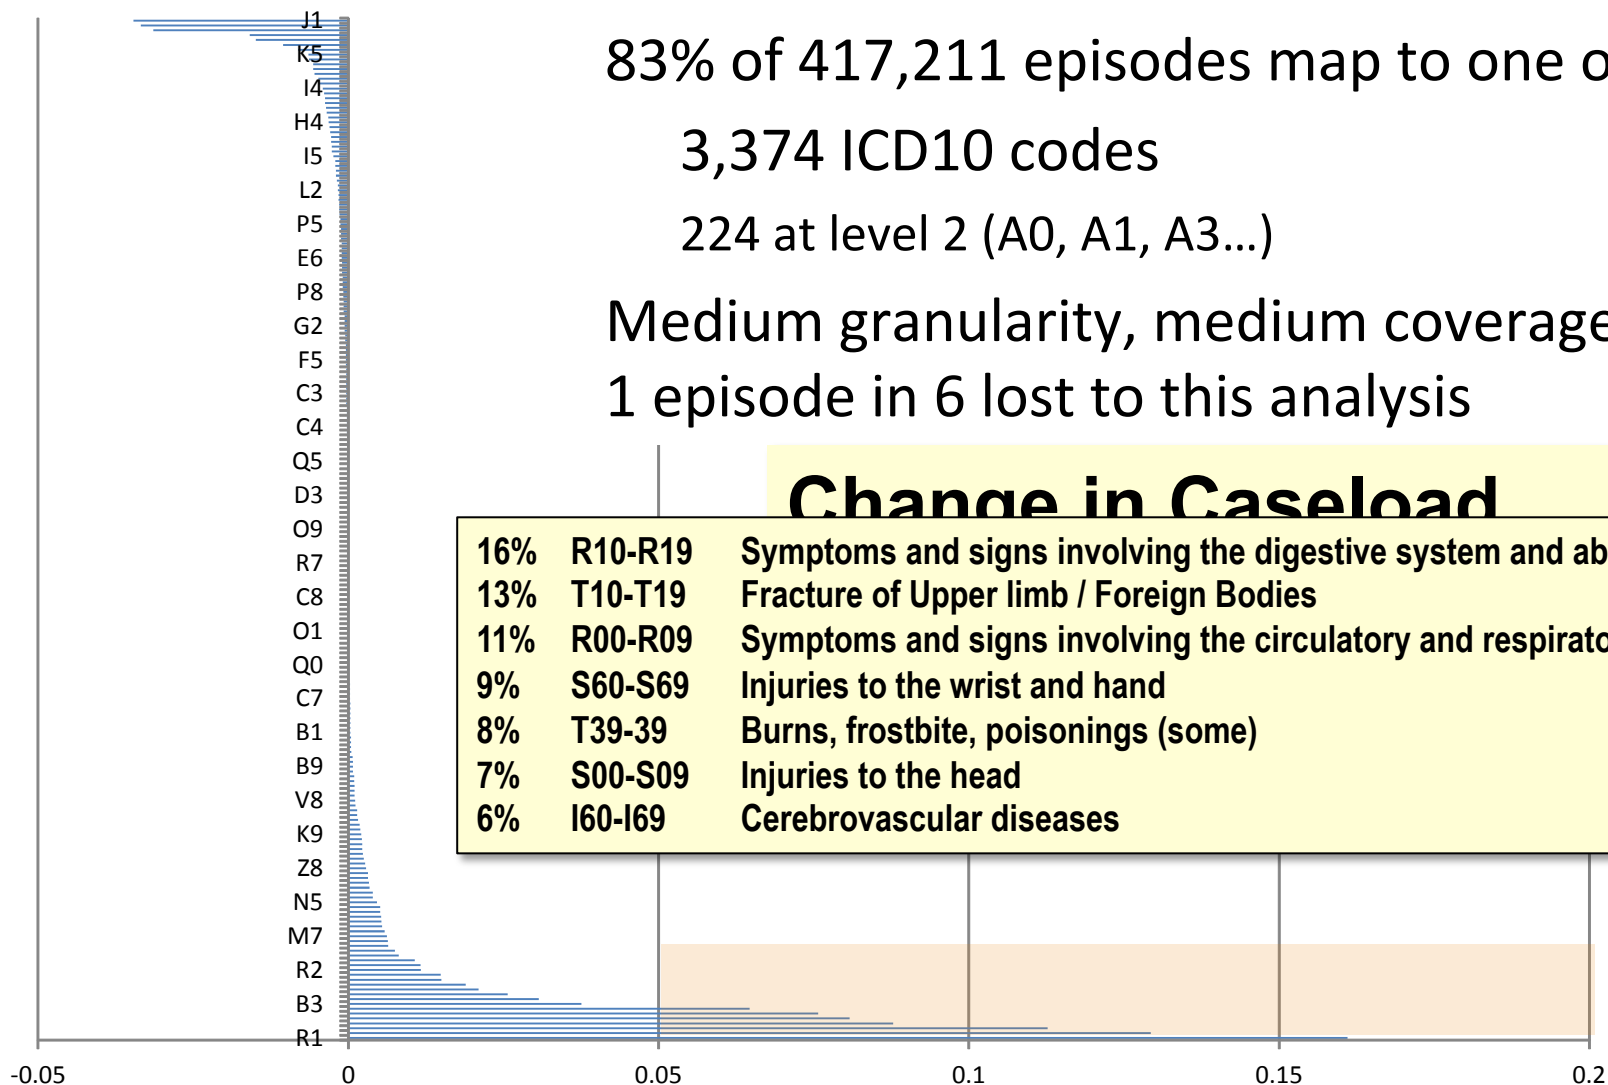 83% of 417,211 episodes map to one o
3,374 ICD10 codes
224 at level 2 (A0, A1, A3...)
Medium granularity, medium coverage
1 episode in 6 lost to this analysis
Change in Caseload
16% R10-R19 Symptoms and signs involving the digestive system and ab
13% T10-T19 Fracture of Upper limb / Foreign Bodies
11% R00-R09 Symptoms and signs involving the circulatory and respirato
9% S60-S69 Injuries to the wrist and hand
8% T39-39 Burns, frostbite, poisonings (some)
7% S00-S09 Injuries to the head
6% I60-I69 Cerebrovascular diseases
J1
K5
I4
H4
I5
L2
P5
E6
P8
G2
F5
C3
C4
Q5
D3
O9
R7
C8
O1
Q0
C7
B1
B9
V8
K9
Z8
N5
M7
R2
B3
R1
-0.05 0 0.05 0.1 0.15 0.2